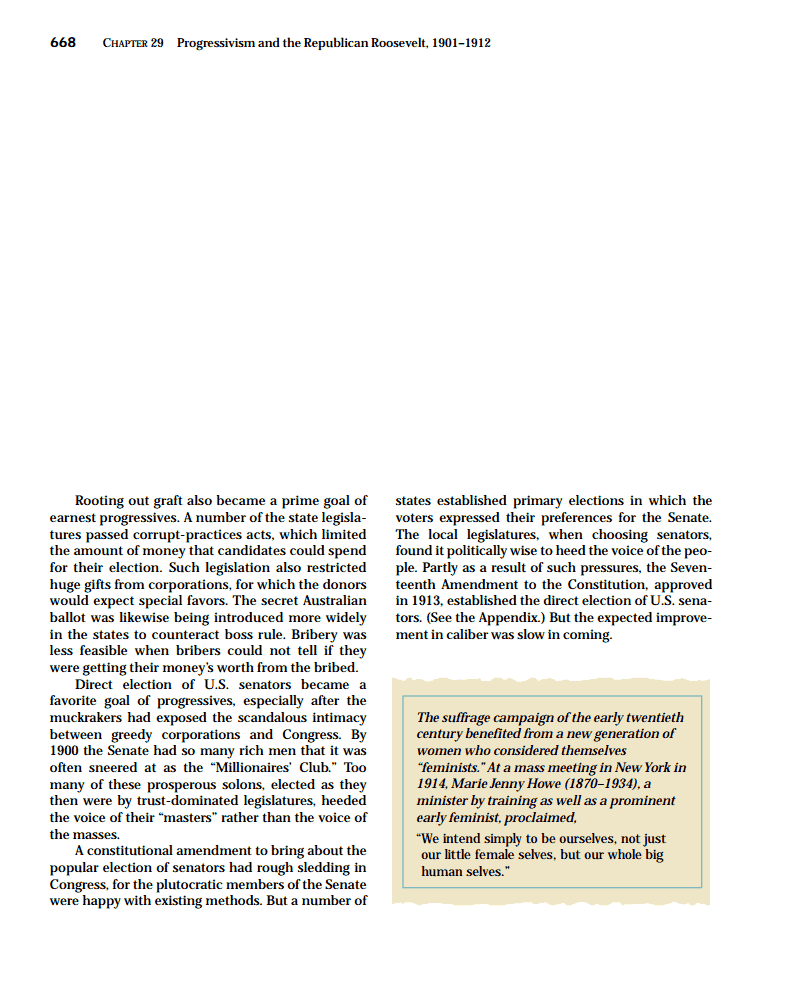 668 CHAPTER 29 Progressivism and the Republican Roosevelt, 1901–1912
Rooting out graft also became a prime goal of
earnest progressives. A number of the state legisla-
tures passed corrupt-practices acts, which limited
the amount of money that candidates could spend
for their election. Such legislation also restricted
huge gifts from corporations, for which the donors
would expect special favors. The secret Australian
ballot was likewise being introduced more widely
in the states to counteract boss rule. Bribery was
less feasible when bribers could not tell if they
were getting their money’s worth from the bribed.
Direct election of U.S. senators became a
favorite goal of progressives, especially after the
muckrakers had exposed the scandalous intimacy
between greedy corporations and Congress. By
1900 the Senate had so many rich men that it was
often sneered at as the “Millionaires’ Club.” Too
many of these prosperous solons, elected as they
then were by trust-dominated legislatures, heeded
the voice of their “masters” rather than the voice of
the masses.
A constitutional amendment to bring about the
popular election of senators had rough sledding in
Congress, for the plutocratic members of the Senate
were happy with existing methods. But a number of
states established primary elections in which the
voters expressed their preferences for the Senate.
The local legislatures, when choosing senators,
found it politically wise to heed the voice of the peo-
ple. Partly as a result of such pressures, the Seven-
teenth Amendment to the Constitution, approved
in 1913, established the direct election of U.S. sena-
tors. (See the Appendix.) But the expected improve-
ment in caliber was slow in coming.
The suffrage campaign of the early twentieth
century benefited from a new generation of
women who considered themselves
“feminists.” At a mass meeting in New York in
1914, Marie Jenny Howe (1870–1934), a
minister by training as well as a prominent
early feminist, proclaimed,
“We intend simply to be ourselves, not just
our little female selves, but our whole big
human selves.”